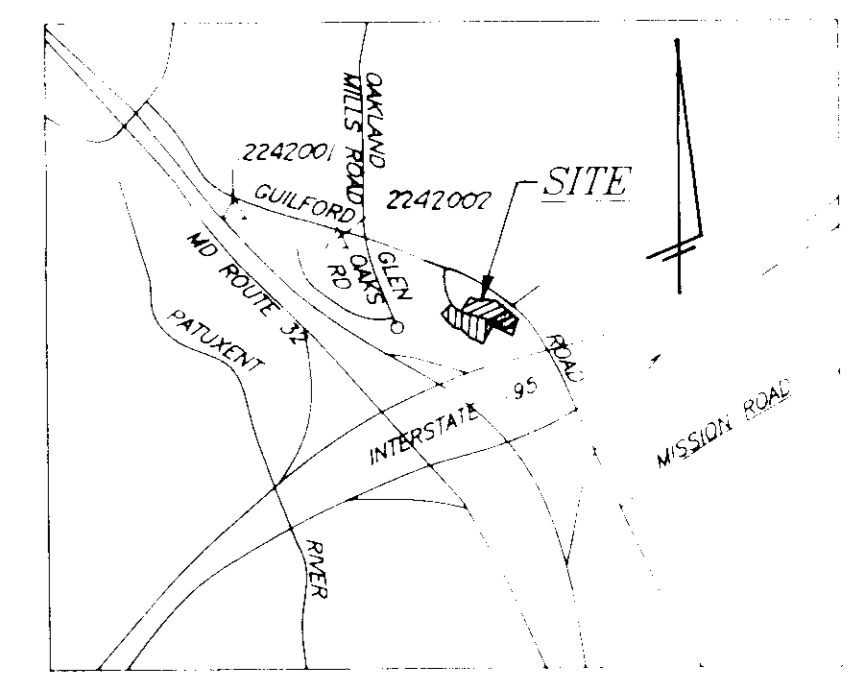 OAKLAND
MILLS ROAD
2242001
GUILFORD
2242002
SITE
GLEN
OAKS
RD
MD ROUTE 32
PATUXENT
ROAD
INTERSTATE 95
MISSION ROAD
RIVER